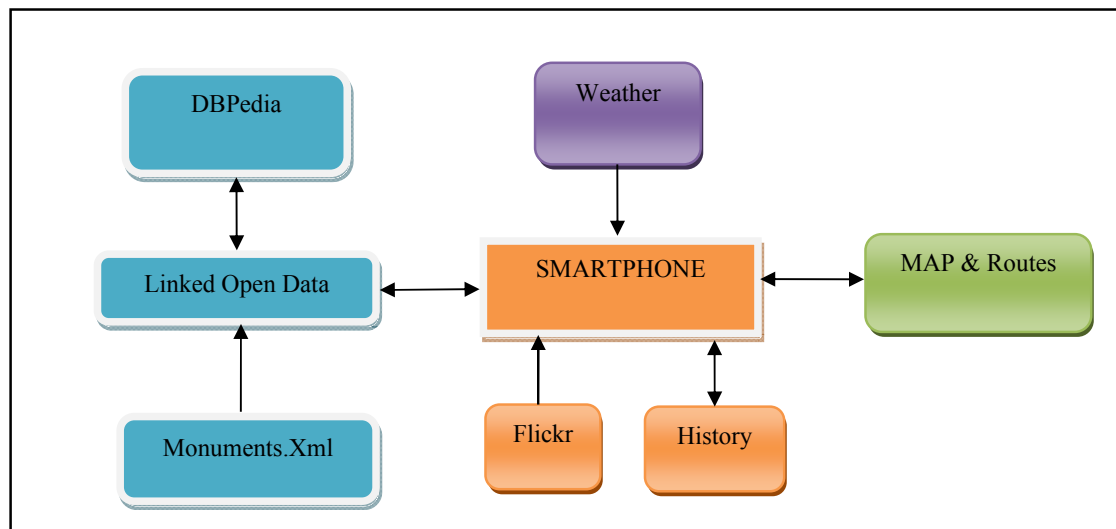 DBPedia
Weather
Linked Open Data
SMARTPHONE
MAP & Routes
Monuments.Xml
Flickr
History